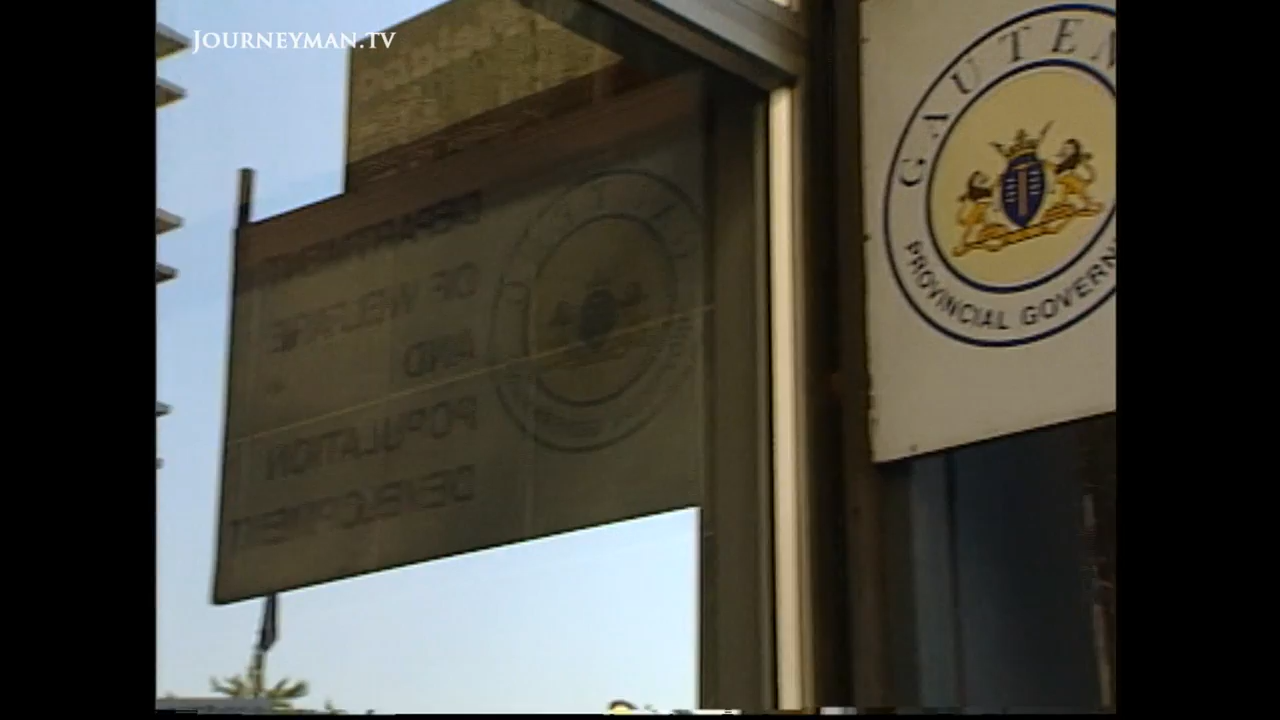 JOURNEYMAN.TV
DEPARTMENT
OF WELFARE
AND
POPULATION
DEVELOPMENT
GAUTEN
PROVINCIAL GOVERN